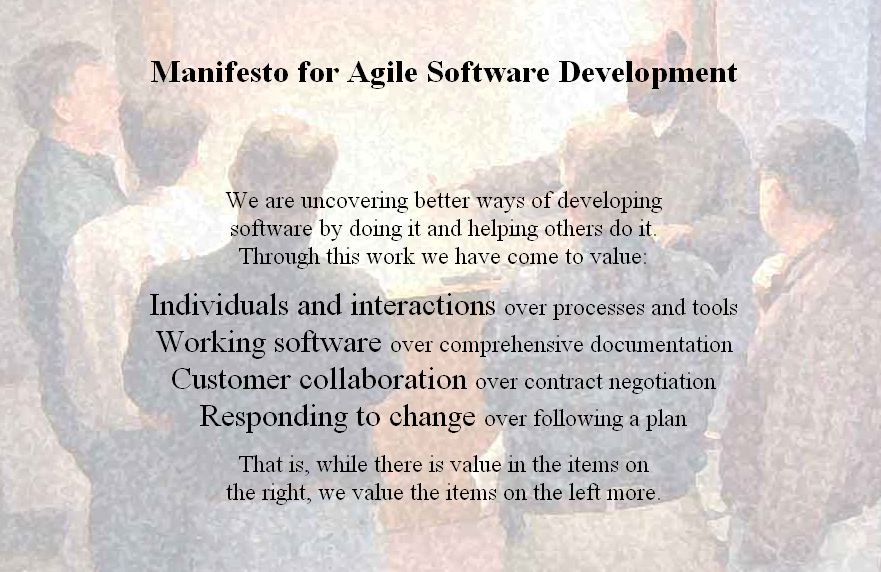 Manifesto for Agile Software Development
We are uncovering better ways of developing
software by doing it and helping others do it.
Through this work we have come to value:
Individuals and interactions over processes and tools
Working software over comprehensive documentation
Customer collaboration over contract negotiation
Responding to change over following a plan
That is, while there is value in the items on
the right, we value the items on the left more.